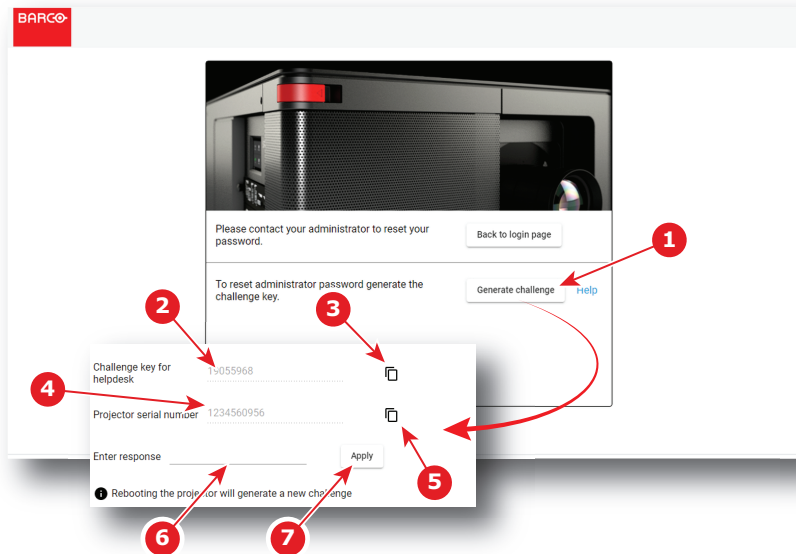 BARCO
Please contact your administrator to reset your
password.
Back to login page
1
To reset administrator password generate the
challenge key.
Generate challenge
Help
2
3
Challenge key for
helpdesk
19055968
4
Projector serial number
1234560956
Enter response
Apply
5
Rebooting the projector will generate a new challenge
6
7